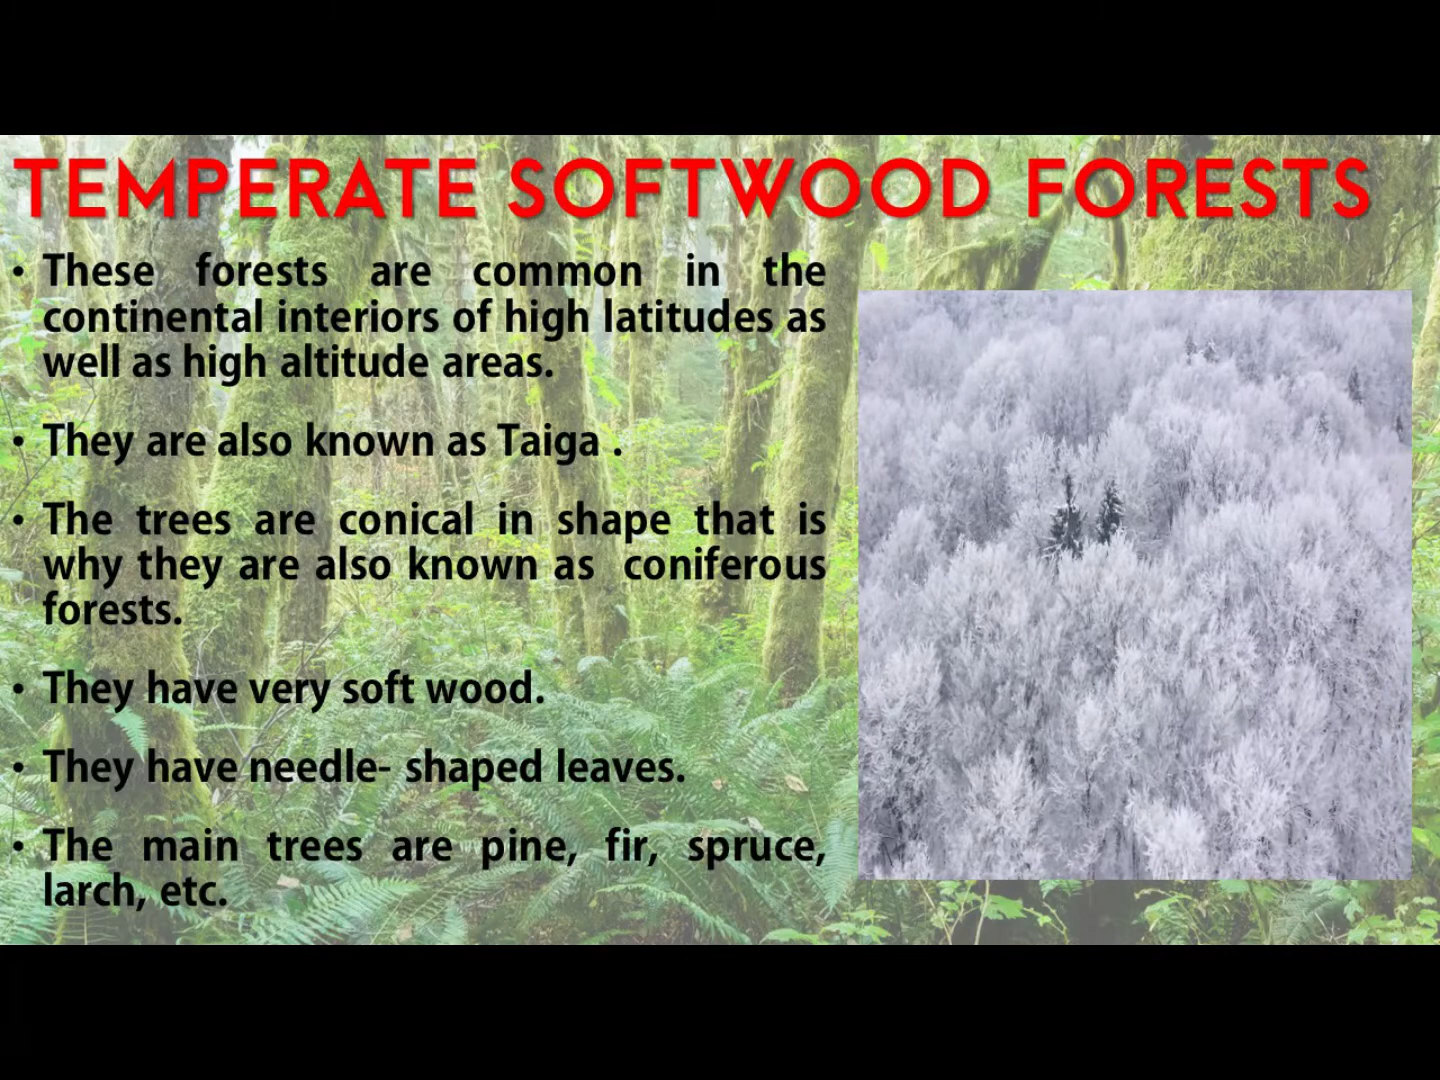 TEMPERATE SOFTWOOD FORESTS
• These forests are common in the
continental interiors of high latitudes as
well as high altitude areas.
• They are also known as Taiga .
• The trees are conical in shape that is
why they are also known as coniferous
forests.
• They have very soft wood.
• They have needle- shaped leaves.
• The main trees are pine, fir, spruce,
larch, etc.